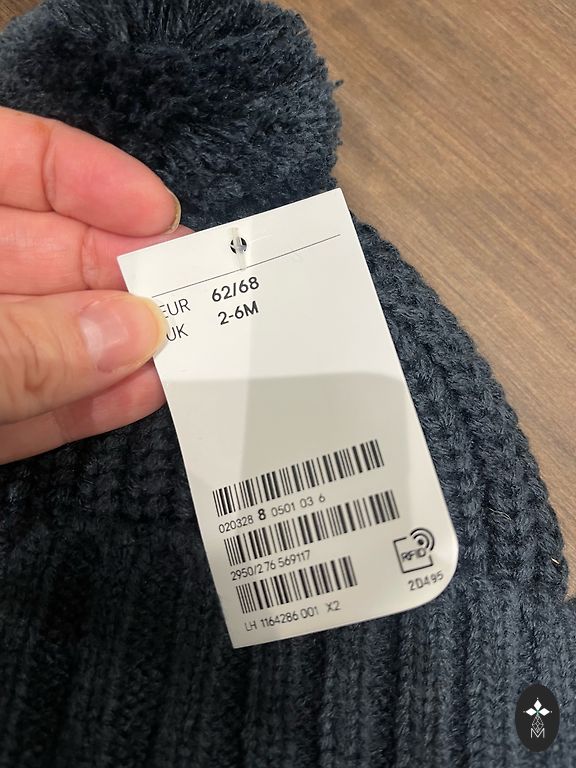 EUR 62/68
UK 2-6M
020328 8 0501 03 6
2950/276 569117
LH 1164286 001 X2
RFID
2D495
M